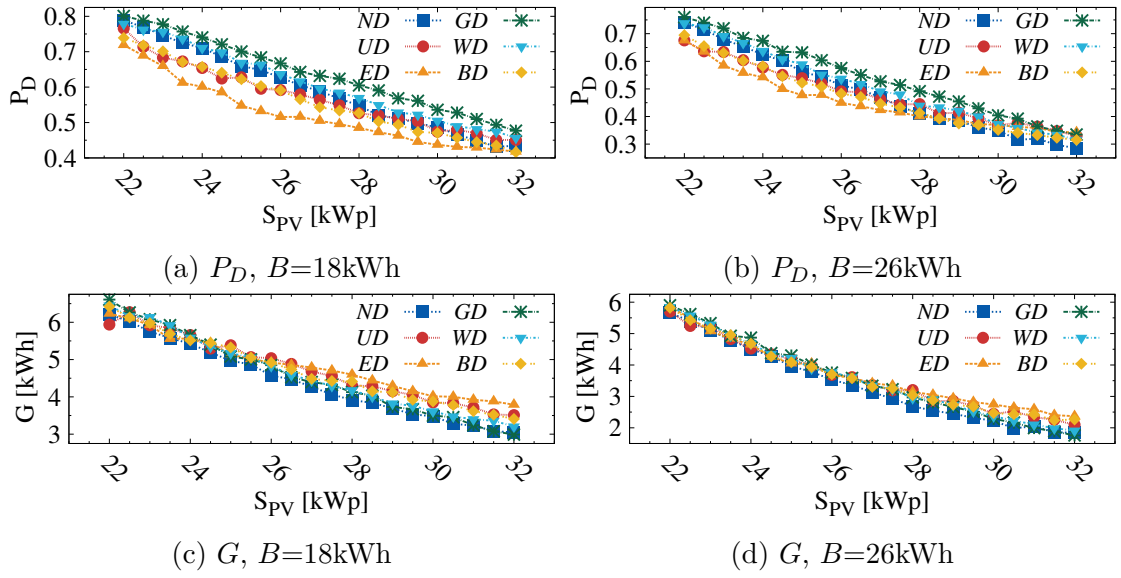 0.8
0.7
0.6
0.5
0.4
P_D
ND GD
UD WD
ED BD
22 24 26 28 30 32
S_PV [kWp]
(a) P_D, B=18kWh
0.7
0.6
0.5
0.4
0.3
P_D
ND GD
UD WD
ED BD
22 24 26 28 30 32
S_PV [kWp]
(b) P_D, B=26kWh
6
5
4
3
G [kWh]
ND GD
UD WD
ED BD
22 24 26 28 30 32
S_PV [kWp]
(c) G, B=18kWh
6
5
4
3
2
G [kWh]
ND GD
UD WD
ED BD
22 24 26 28 30 32
S_PV [kWp]
(d) G, B=26kWh